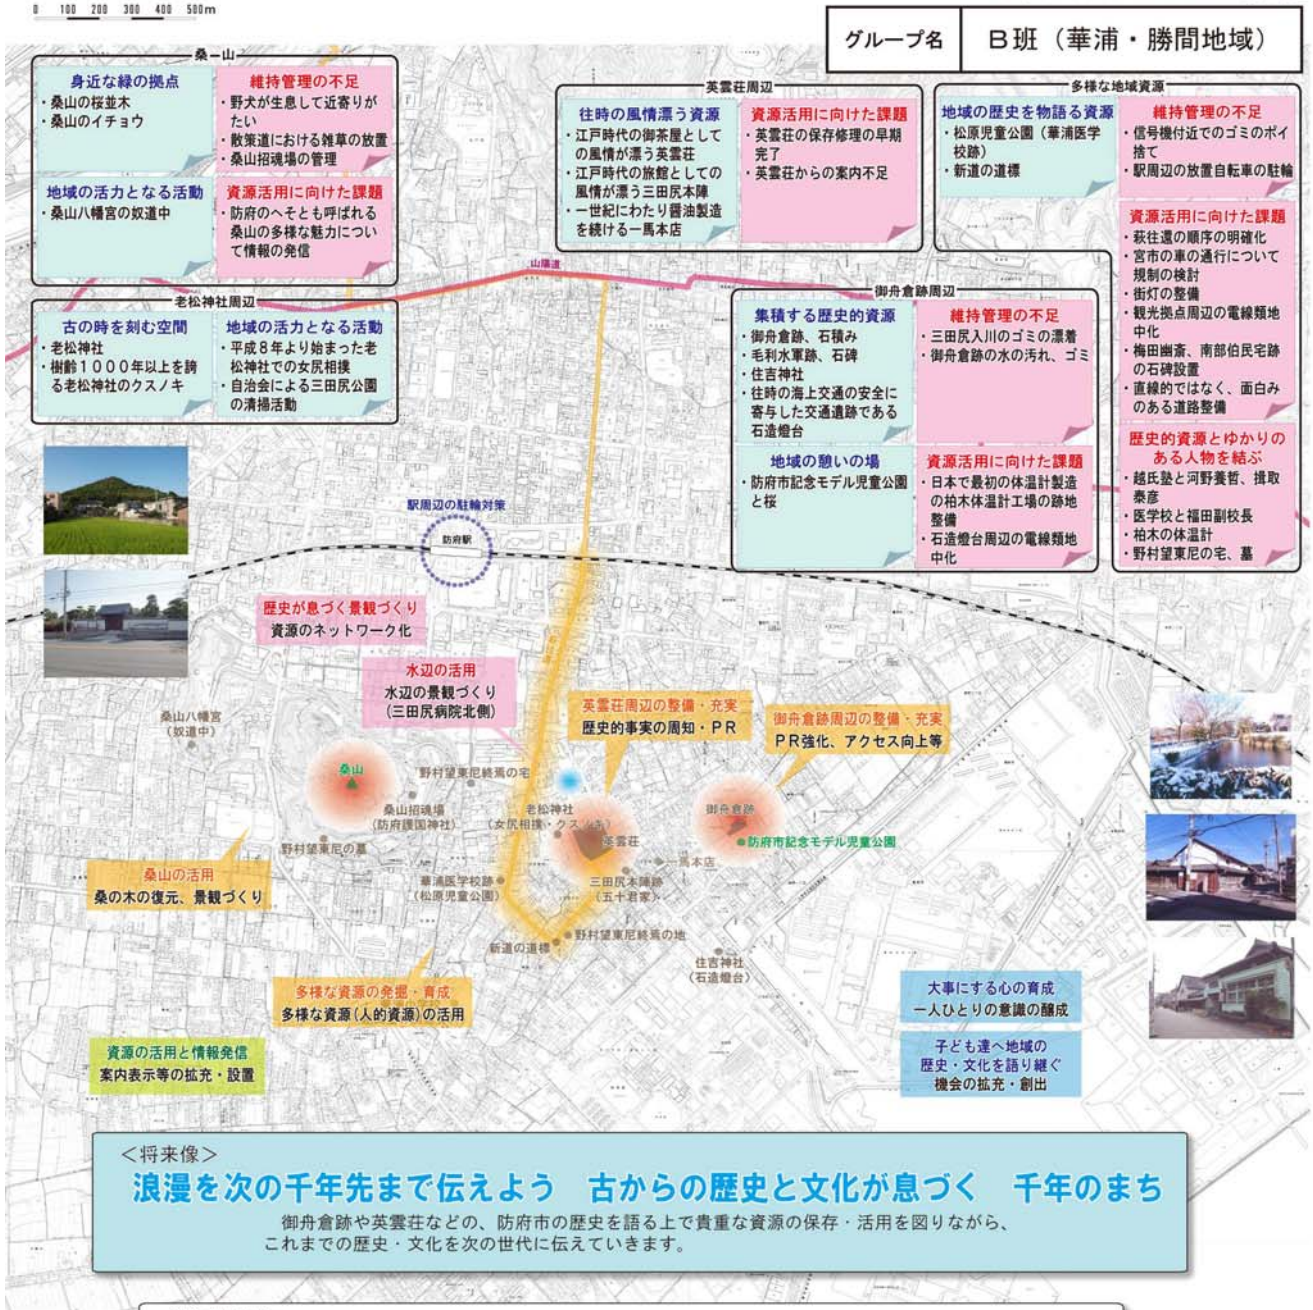 0 100 200 300 400 500m
グループ名
B班（華浦・勝間地域）
桑ー山
身近な緑の拠点
・桑山の桜並木
・桑山のイチョウ
維持管理の不足
・野犬が生息して近寄りが
たい
・散策道における雑草の放置
・桑山招魂場の管理
地域の活力となる活動
・桑山八幡宮の奴道中
資源活用に向けた課題
・防府のへそとも呼ばれる
桑山の多様な魅力につい
て情報の発信
老松神社周辺
古の時を刻む空間
・老松神社
・樹齢１０００年以上を誇
る老松神社のクスノキ
地域の活力となる活動
・平成８年より始まった老
松神社での女尻相撲
・自治会による三田尻公園
の清掃活動
英雲荘周辺
往時の風情漂う資源
・江戸時代の御茶屋として
の風情が漂う英雲荘
・江戸時代の旅館としての
風情が漂う三田尻本陣
・一世紀にわたり醤油製造
を続ける一馬本店
資源活用に向けた課題
・英雲荘の保存修理の早期
完了
・英雲荘からの案内不足
御舟倉跡周辺
集積する歴史的資源
・御舟倉跡、石積み
・毛利水軍跡、石碑
・住吉神社
・往時の海上交通の安全に
寄与した交通遺跡である
石造燈台
維持管理の不足
・三田尻入川のゴミの漂着
・御舟倉跡の水の汚れ、ゴミ
地域の憩いの場
・防府市記念モデル児童公園
と桜
資源活用に向けた課題
・日本で最初の体温計製造
の柏木体温計工場の跡地
整備
・石造燈台周辺の電線類地
中化
多様な地域資源
地域の歴史を物語る資源
・松原児童公園（華浦医学
校跡）
・新道の道標
維持管理の不足
・信号機付近でのゴミのポイ
捨て
・駅周辺の放置自転車の駐輪
資源活用に向けた課題
・萩往還の順序の明確化
・宮市の車の通行について
規制の検討
・街灯の整備
・観光拠点周辺の電線類地
中化
・梅田幽斎、南部伯民宅跡
の石碑設置
・直線的ではなく、面白み
のある道路整備
歴史的資源とゆかりの
ある人物を結ぶ
・越氏塾と河野養哲、揖取
泰彦
・医学校と福田副校長
・柏木の体温計
・野村望東尼の宅、墓
山陽道
駅周辺の駐輪対策
防府駅
歴史が息づく景観づくり
資源のネットワーク化
水辺の活用
水辺の景観づくり
（三田尻病院北側）
英雲荘周辺の整備・充実
歴史的事実の周知・ＰＲ
御舟倉跡周辺の整備・充実
ＰＲ強化、アクセス向上等
桑山八幡宮
（奴道中）
桑山
野村望東尼終焉の宅
桑山招魂場
（防府護国神社）
老松神社
（女尻相撲・クスノキ）
英雲荘
御舟倉跡
防府市記念モデル児童公園
野村望東尼の墓
一馬本店
桑山の活用
桑の木の復元、景観づくり
華浦医学校跡
（松原児童公園）
三田尻本陣跡
（五十君家）
野村望東尼終焉の地
新道の道標
住吉神社
（石造燈台）
多様な資源の発掘・育成
多様な資源（人的資源）の活用
大事にする心の育成
一人ひとりの意識の醸成
資源の活用と情報発信
案内表示等の拡充・設置
子ども達へ地域の
歴史・文化を語り継ぐ
機会の拡充・創出
＜将来像＞
浪漫を次の千年先まで伝えよう　古からの歴史と文化が息づく　千年のまち
御舟倉跡や英雲荘などの、防府市の歴史を語る上で貴重な資源の保存・活用を図りながら、
これまでの歴史・文化を次の世代に伝えていきます。